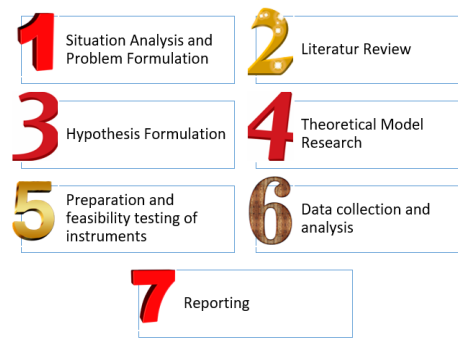 1
Situation Analysis and
Problem Formulation
2
Literatur Review
3
Hypothesis Formulation
4
Theoretical Model
Research
5
Preparation and
feasibility testing of
instruments
6
Data collection and
analysis
7
Reporting